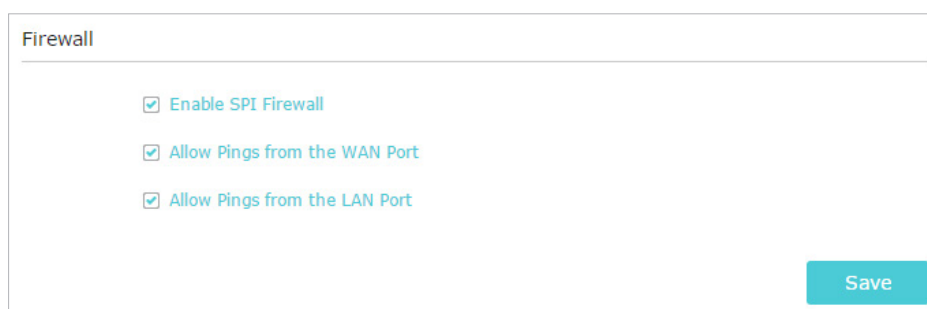 Firewall
Enable SPI Firewall
Allow Pings from the WAN Port
Allow Pings from the LAN Port
Save